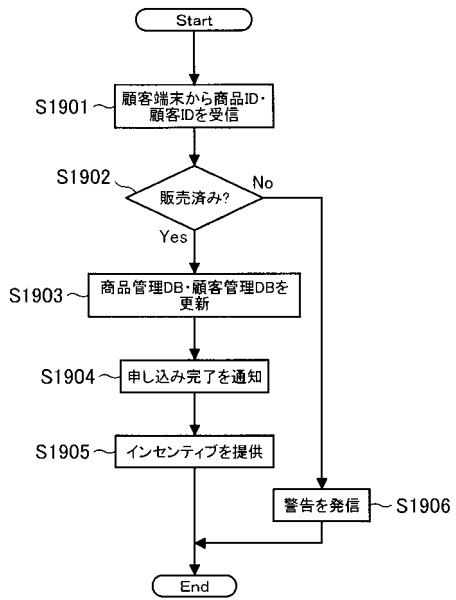 Start
S1901
顧客端末から商品ID・
顧客IDを受信
S1902
販売済み?
No
Yes
S1903
商品管理DB・顧客管理DBを
更新
S1904
申し込み完了を通知
S1905
インセンティブを提供
警告を発信
S1906
End